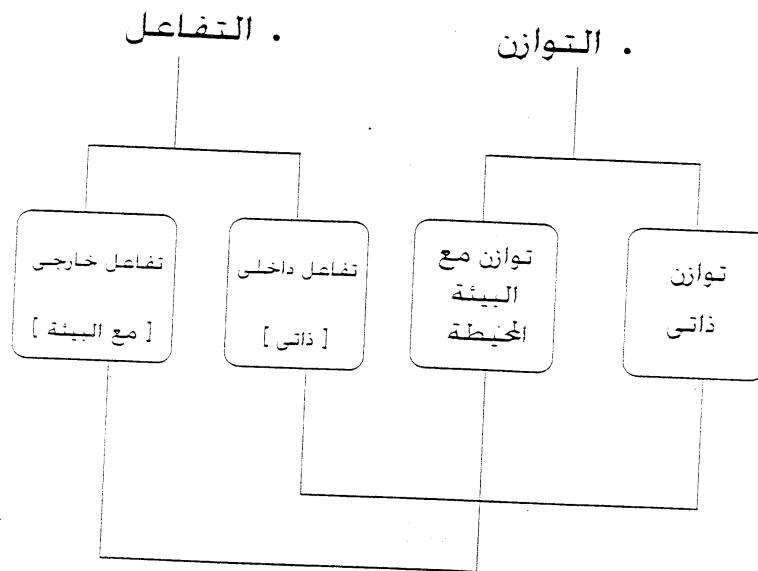 . التوازن
. التفاعل
توازن
ذاتى
توازن مع
البيئة
المحيطة
تفاعل داخلى
[ ذاتى ]
تفاعل خارجى
[ مع البيئة ]